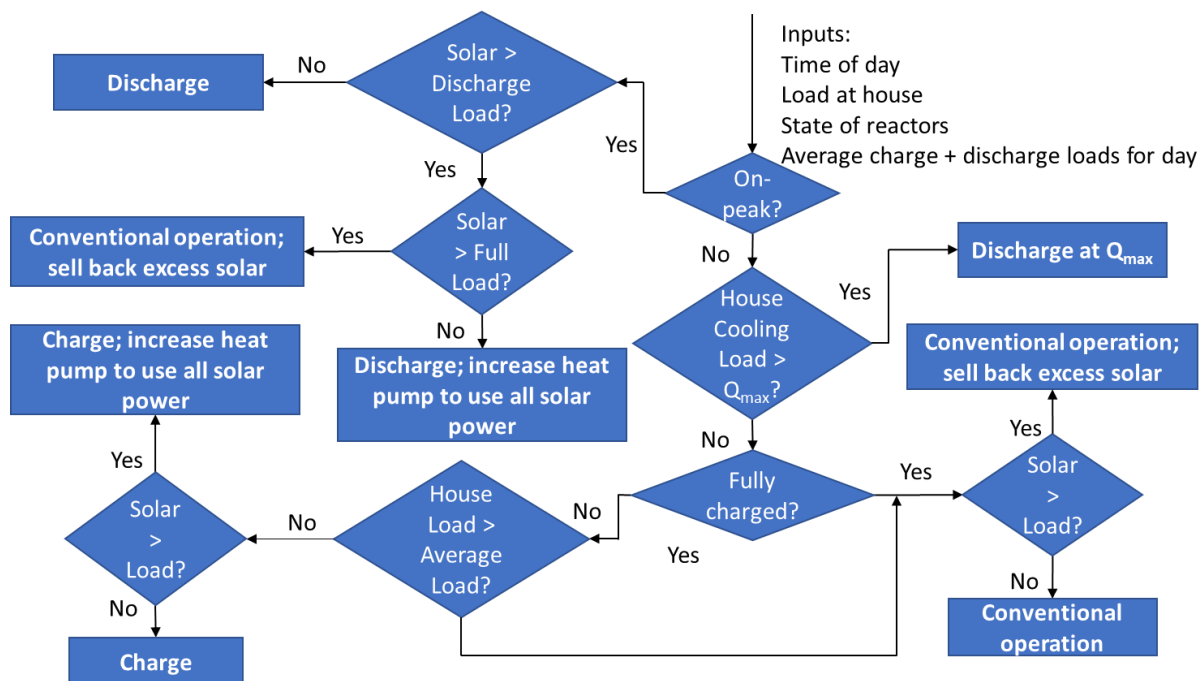 Inputs:
Time of day
Load at house
State of reactors
Average charge + discharge loads for day
On-
peak?
Yes
No
Solar >
Discharge
Load?
No
Discharge
Yes
Solar
> Full
Load?
Yes
Conventional operation;
sell back excess solar
No
Discharge; increase heat
pump to use all solar
power
House
Cooling
Load >
Qmax?
Yes
Discharge at Qmax
No
Fully
charged?
Yes
Solar
>
Load?
Yes
Conventional operation;
sell back excess solar
No
Conventional
operation
No
House
Load >
Average
Load?
Yes
No
Solar
>
Load?
Yes
Charge; increase heat
pump to use all solar
power
No
Charge